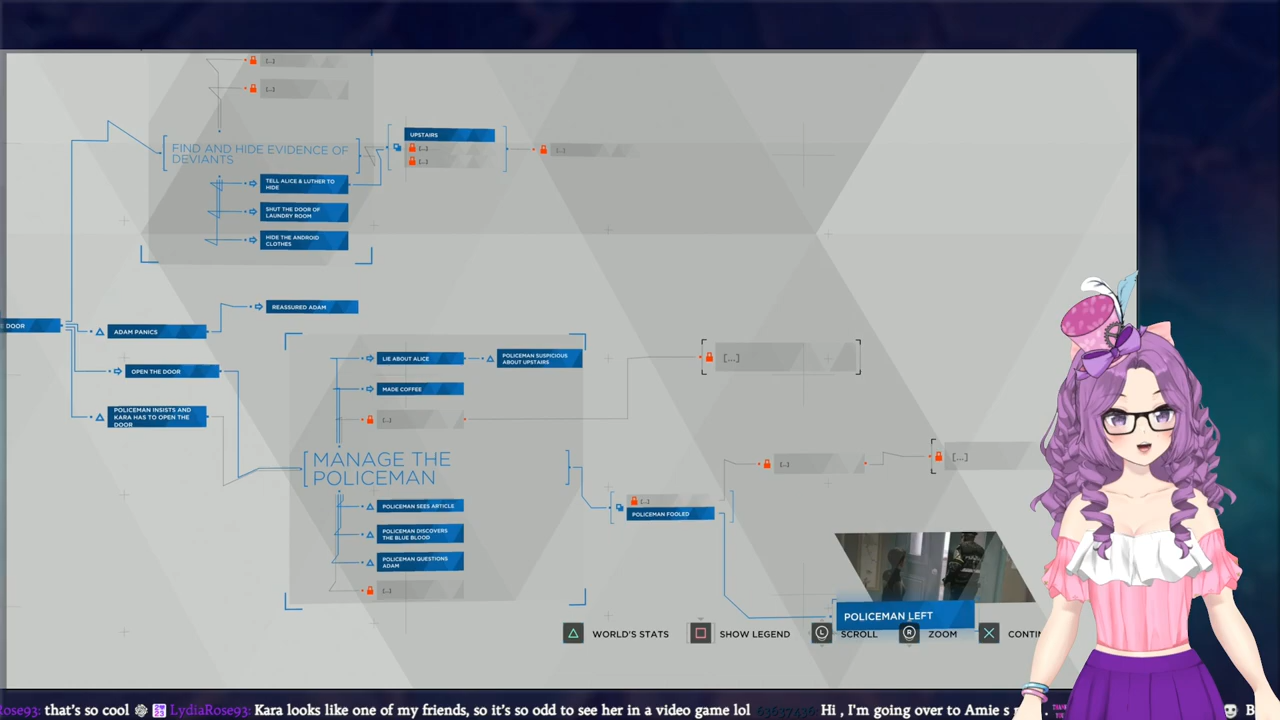 [...]
[...]
FIND AND HIDE EVIDENCE OF
DEVIANTS
UPSTAIRS
[...]
[...]
[...]
TELL ALICE & LUTHER TO
HIDE
SHUT THE DOOR OF
LAUNDRY ROOM
HIDE THE ANDROID
CLOTHES
REASSURED ADAM
DOOR
ADAM PANICS
OPEN THE DOOR
POLICEMAN INSISTS AND
KARA HAS TO OPEN THE
DOOR
LIE ABOUT ALICE
POLICEMAN SUSPICIOUS
ABOUT UPSTAIRS
[...]
MADE COFFEE
[...]
MANAGE THE
POLICEMAN
[...]
[...]
POLICEMAN SEES ARTICLE
[...]
POLICEMAN FOOLED
POLICEMAN DISCOVERS
THE BLUE BLOOD
POLICEMAN QUESTIONS
ADAM
[...]
POLICEMAN LEFT
WORLD'S STATS
SHOW LEGEND
L SCROLL
R ZOOM
CONTIN
Rose93: that's so cool LydiaRose93: Kara looks like one of my friends, so it's so odd to see her in a video game lol 63637636: Hi , I'm going over to Amie s